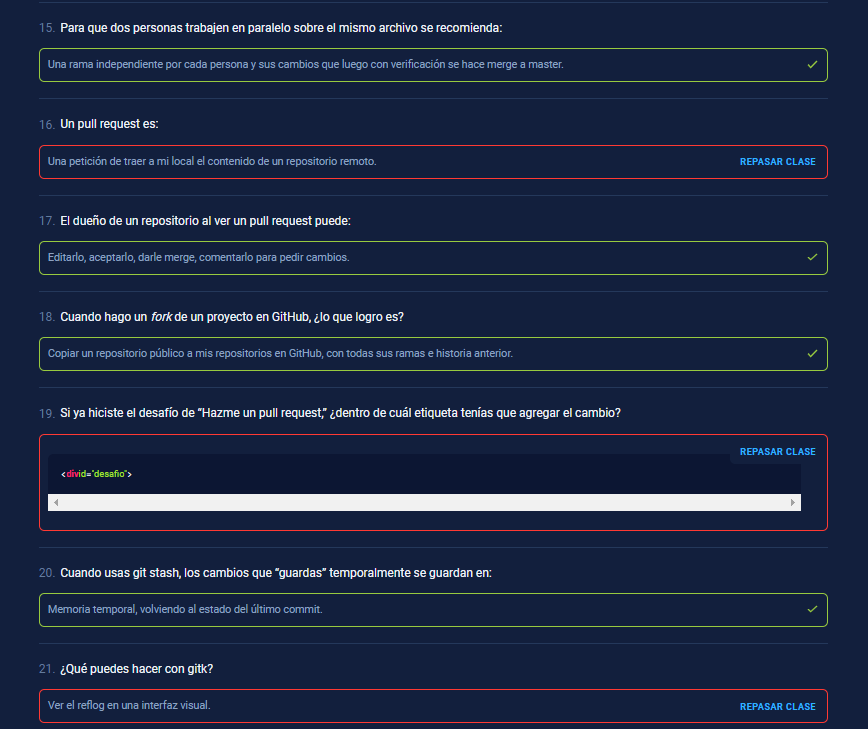 15. Para que dos personas trabajen en paralelo sobre el mismo archivo se recomienda:
Una rama independiente por cada persona y sus cambios que luego con verificación se hace merge a master.
16. Un pull request es:
Una petición de traer a mi local el contenido de un repositorio remoto.
REPASAR CLASE
17. El dueño de un repositorio al ver un pull request puede:
Editarlo, aceptarlo, darle merge, comentarlo para pedir cambios.
18. Cuando hago un fork de un proyecto en GitHub, ¿lo que logro es?
Copiar un repositorio público a mis repositorios en GitHub, con todas sus ramas e historia anterior.
19. Si ya hiciste el desafío de “Hazme un pull request,” ¿dentro de cuál etiqueta tenías que agregar el cambio?
REPASAR CLASE
<divid="desafio">
20. Cuando usas git stash, los cambios que “guardas” temporalmente se guardan en:
Memoria temporal, volviendo al estado del último commit.
21. ¿Qué puedes hacer con gitk?
Ver el reflog en una interfaz visual.
REPASAR CLASE